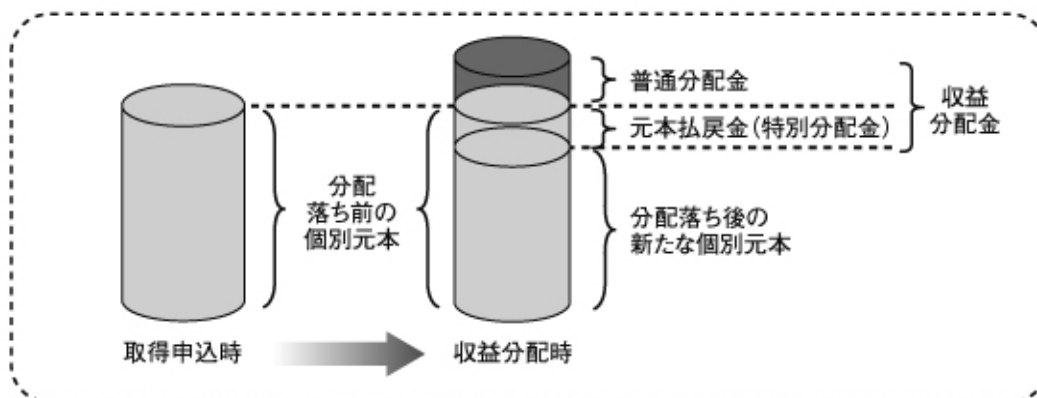 普通分配金
収益
分配金
元本払戻金(特別分配金)
分配
落ち前の
個別元本
分配落ち後の
新たな個別元本
取得申込時
収益分配時